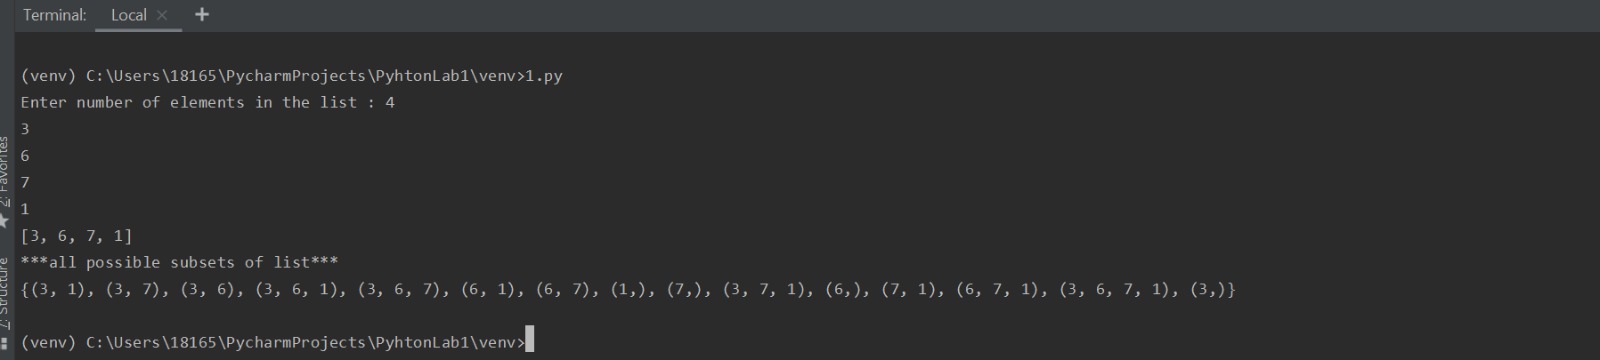 Terminal: Local × +
(venv) C:\Users\18165\PycharmProjects\PyhtonLab1\venv>1.py
Enter number of elements in the list : 4
3
6
7
1
[3, 6, 7, 1]
***all possible subsets of list***
{(3, 1), (3, 7), (3, 6), (3, 6, 1), (3, 6, 7), (6, 1), (6, 7), (1,), (7,), (3, 7, 1), (6,), (7, 1), (6, 7, 1), (3, 6, 7, 1), (3,)}
(venv) C:\Users\18165\PycharmProjects\PyhtonLab1\venv>
2: Favorites
7: Structure